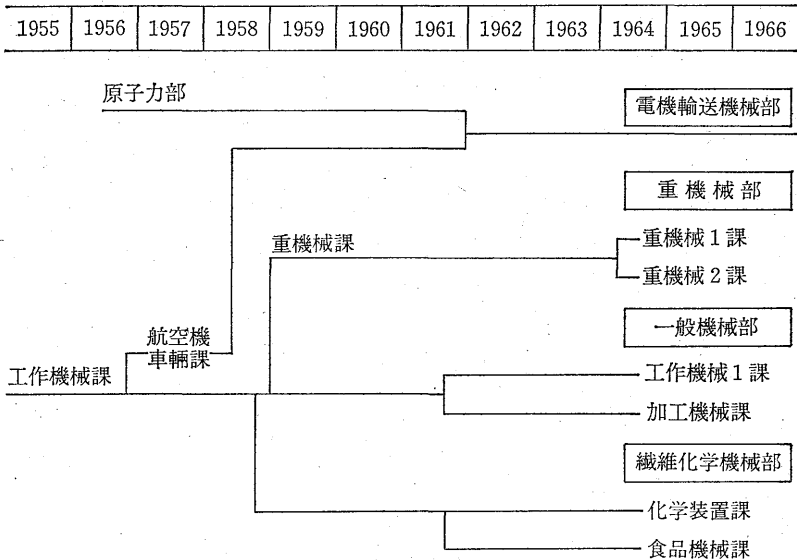 1955 1956 1957 1958 1959 1960 1961 1962 1963 1964 1965 1966
原子力部
電機輸送機械部
重機械部
重機械課
重機械1課
重機械2課
一般機械部
航空機
車輛課
工作機械課
工作機械1課
加工機械課
繊維化学機械部
化学装置課
食品機械課